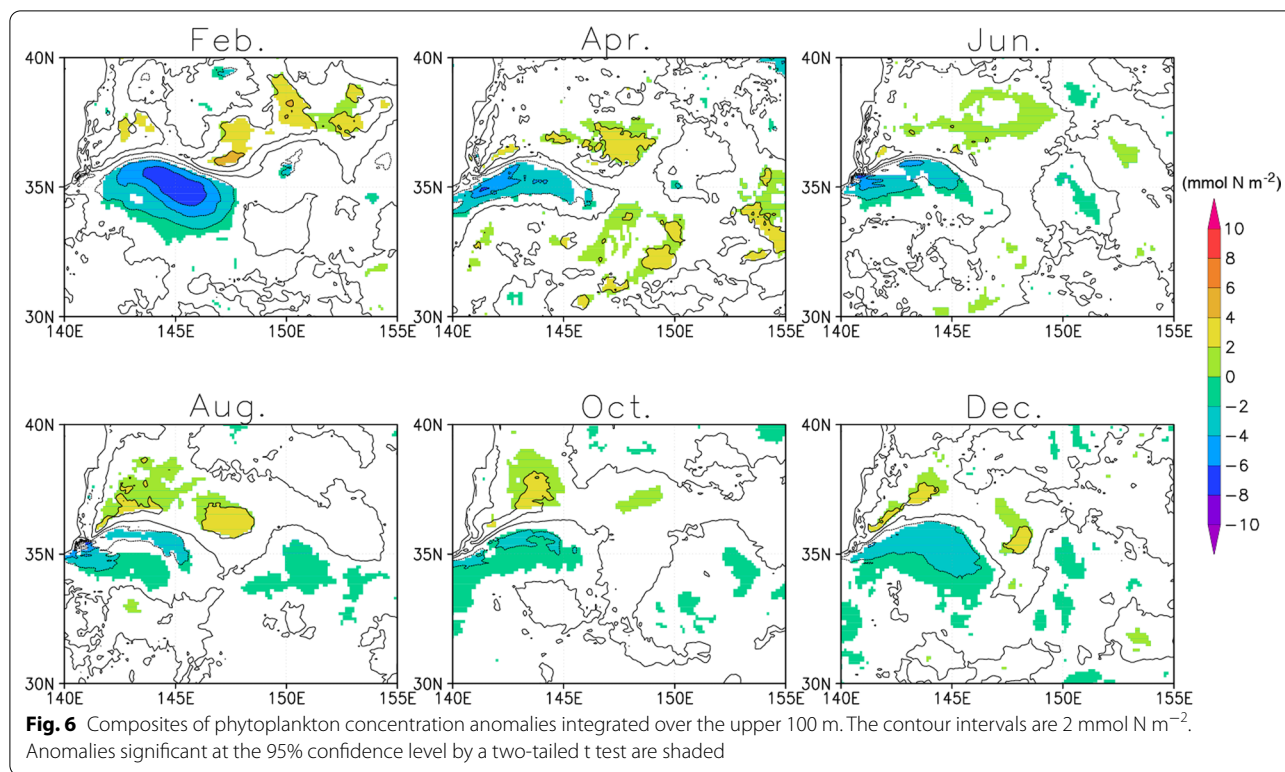 Feb. Apr. Jun.
40N 40N 40N
35N 35N 35N
30N 30N 30N
140E 145E 150E 155E 140E 145E 150E 155E 140E 145E 150E 155E
(mmol N m−2)
10
8
6
4
2
0
−2
−4
−6
−8
−10
Aug. Oct. Dec.
40N 40N 40N
35N 35N 35N
30N 30N 30N
140E 145E 150E 155E 140E 145E 150E 155E 140E 145E 150E 155E
Fig. 6 Composites of phytoplankton concentration anomalies integrated over the upper 100 m. The contour intervals are 2 mmol N m−2.
Anomalies significant at the 95% confidence level by a two-tailed t test are shaded